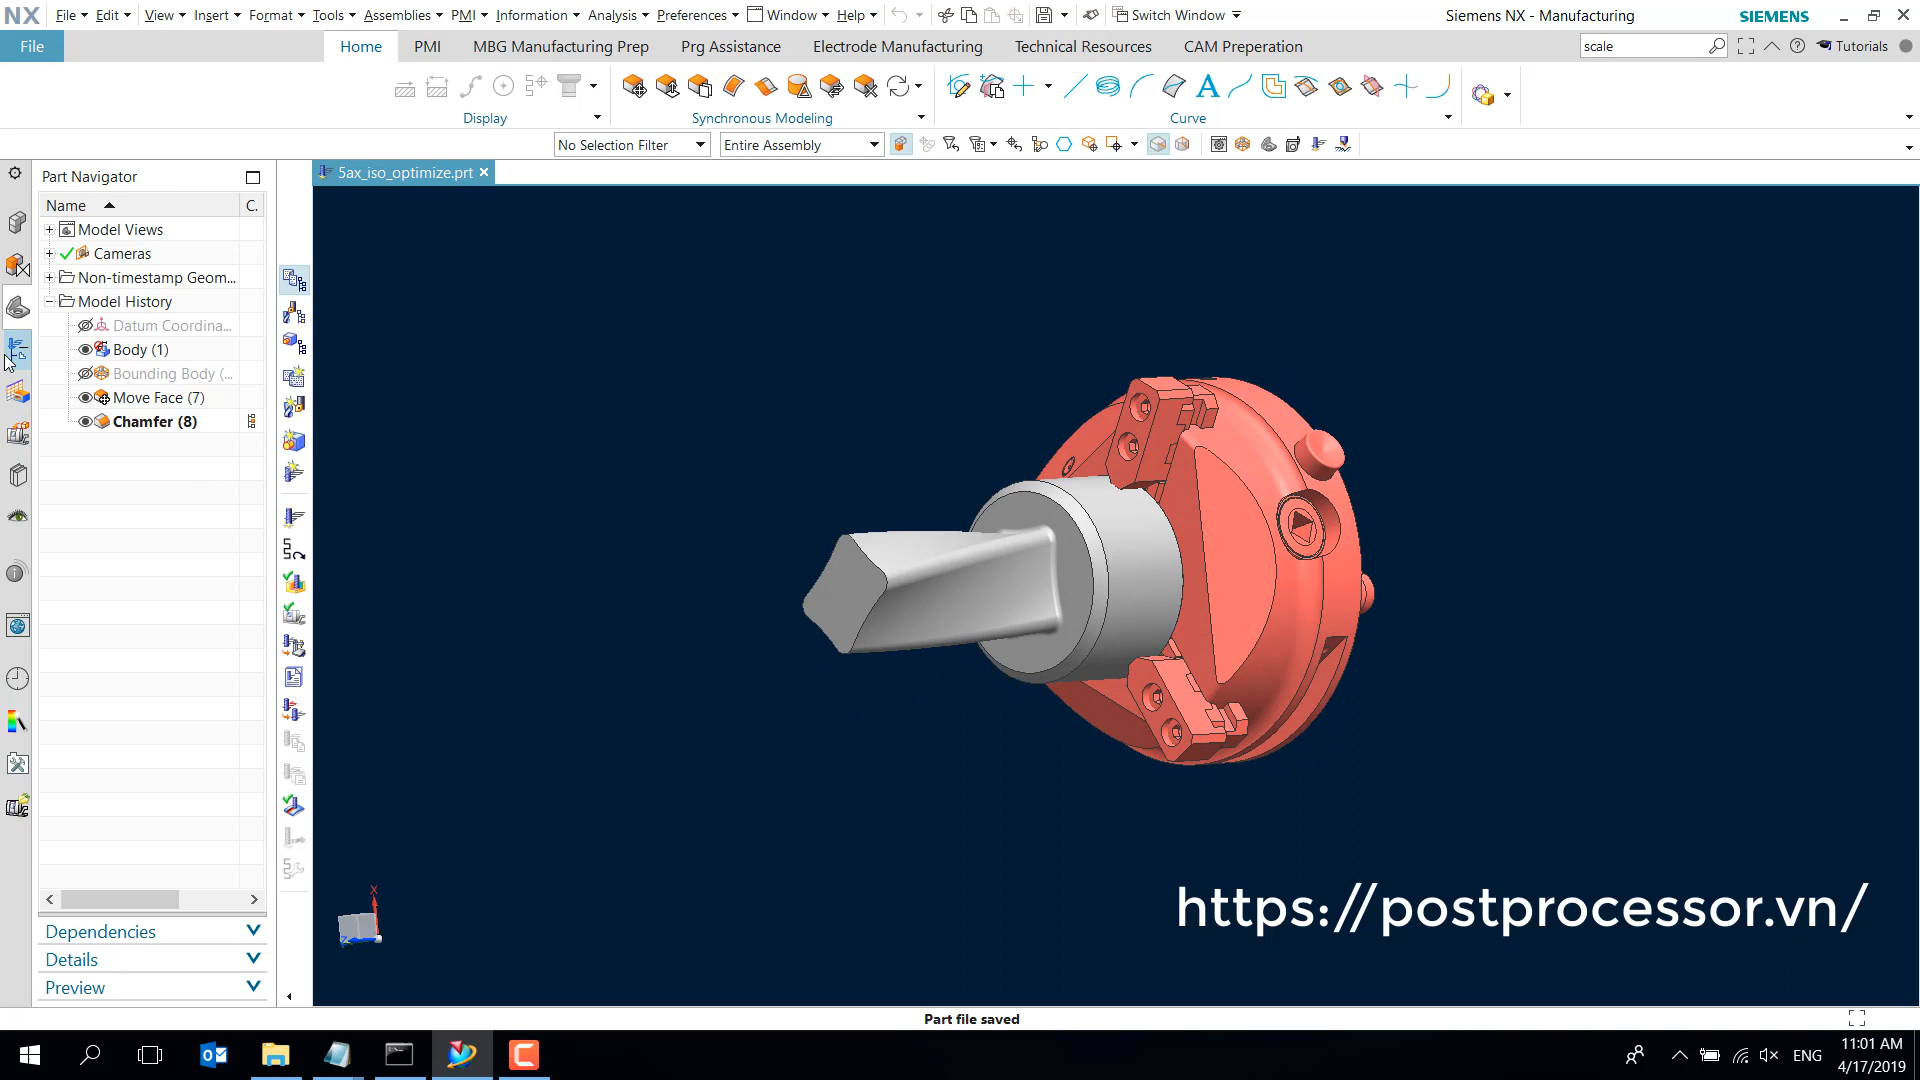 NX File Edit View Insert Format Tools Assemblies PMI Information Analysis Preferences Window Help Switch Window Siemens NX - Manufacturing SIEMENS
File Home PMI MBG Manufacturing Prep Prg Assistance Electrode Manufacturing Technical Resources CAM Preperation scale Tutorials
Display Synchronous Modeling Curve
No Selection Filter Entire Assembly
Part Navigator 5ax_iso_optimize.prt
Name C.
Model Views
Cameras
Non-timestamp Geom...
Model History
Datum Coordina...
Body (1)
Bounding Body (...
Move Face (7)
Chamfer (8)
X
Z
https://postprocessor.vn/
Dependencies
Details
Preview
Part file saved
ENG
11:01 AM
4/17/2019